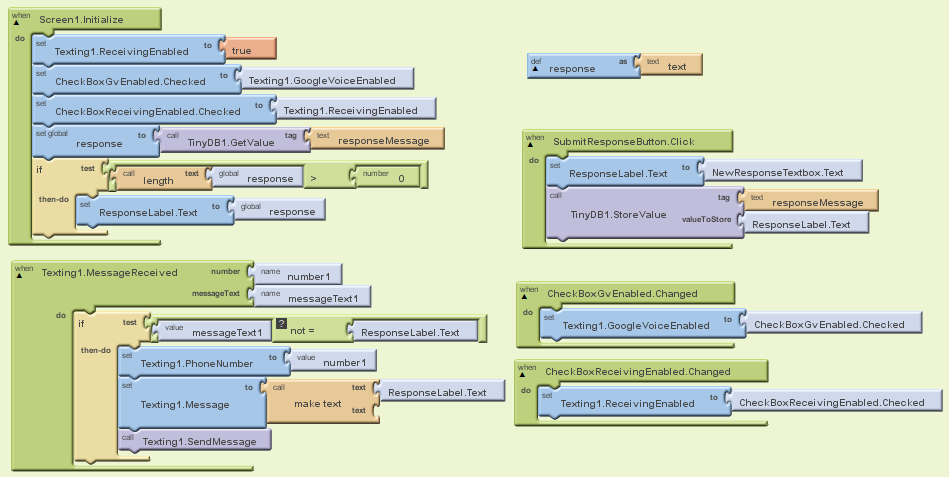 when Screen1.Initialize
do set Texting1.ReceivingEnabled to true
set CheckBoxGvEnabled.Checked to Texting1.GoogleVoiceEnabled
set CheckBoxReceivingEnabled.Checked to Texting1.ReceivingEnabled
set global response to call TinyDB1.GetValue tag text responseMessage
if test call length text global response > number 0
then-do set ResponseLabel.Text to global response
when Texting1.MessageReceived number name number1
messageText name messageText1
do if test value messageText1 ? not = ResponseLabel.Text
then-do set Texting1.PhoneNumber to value number1
set Texting1.Message to call make text text ResponseLabel.Text
text
call Texting1.SendMessage
def response as text text
when SubmitResponseButton.Click
do set ResponseLabel.Text to NewResponseTextbox.Text
call TinyDB1.StoreValue tag text responseMessage
valueToStore ResponseLabel.Text
when CheckBoxGvEnabled.Changed
do set Texting1.GoogleVoiceEnabled to CheckBoxGvEnabled.Checked
when CheckBoxReceivingEnabled.Changed
do set Texting1.ReceivingEnabled to CheckBoxReceivingEnabled.Checked